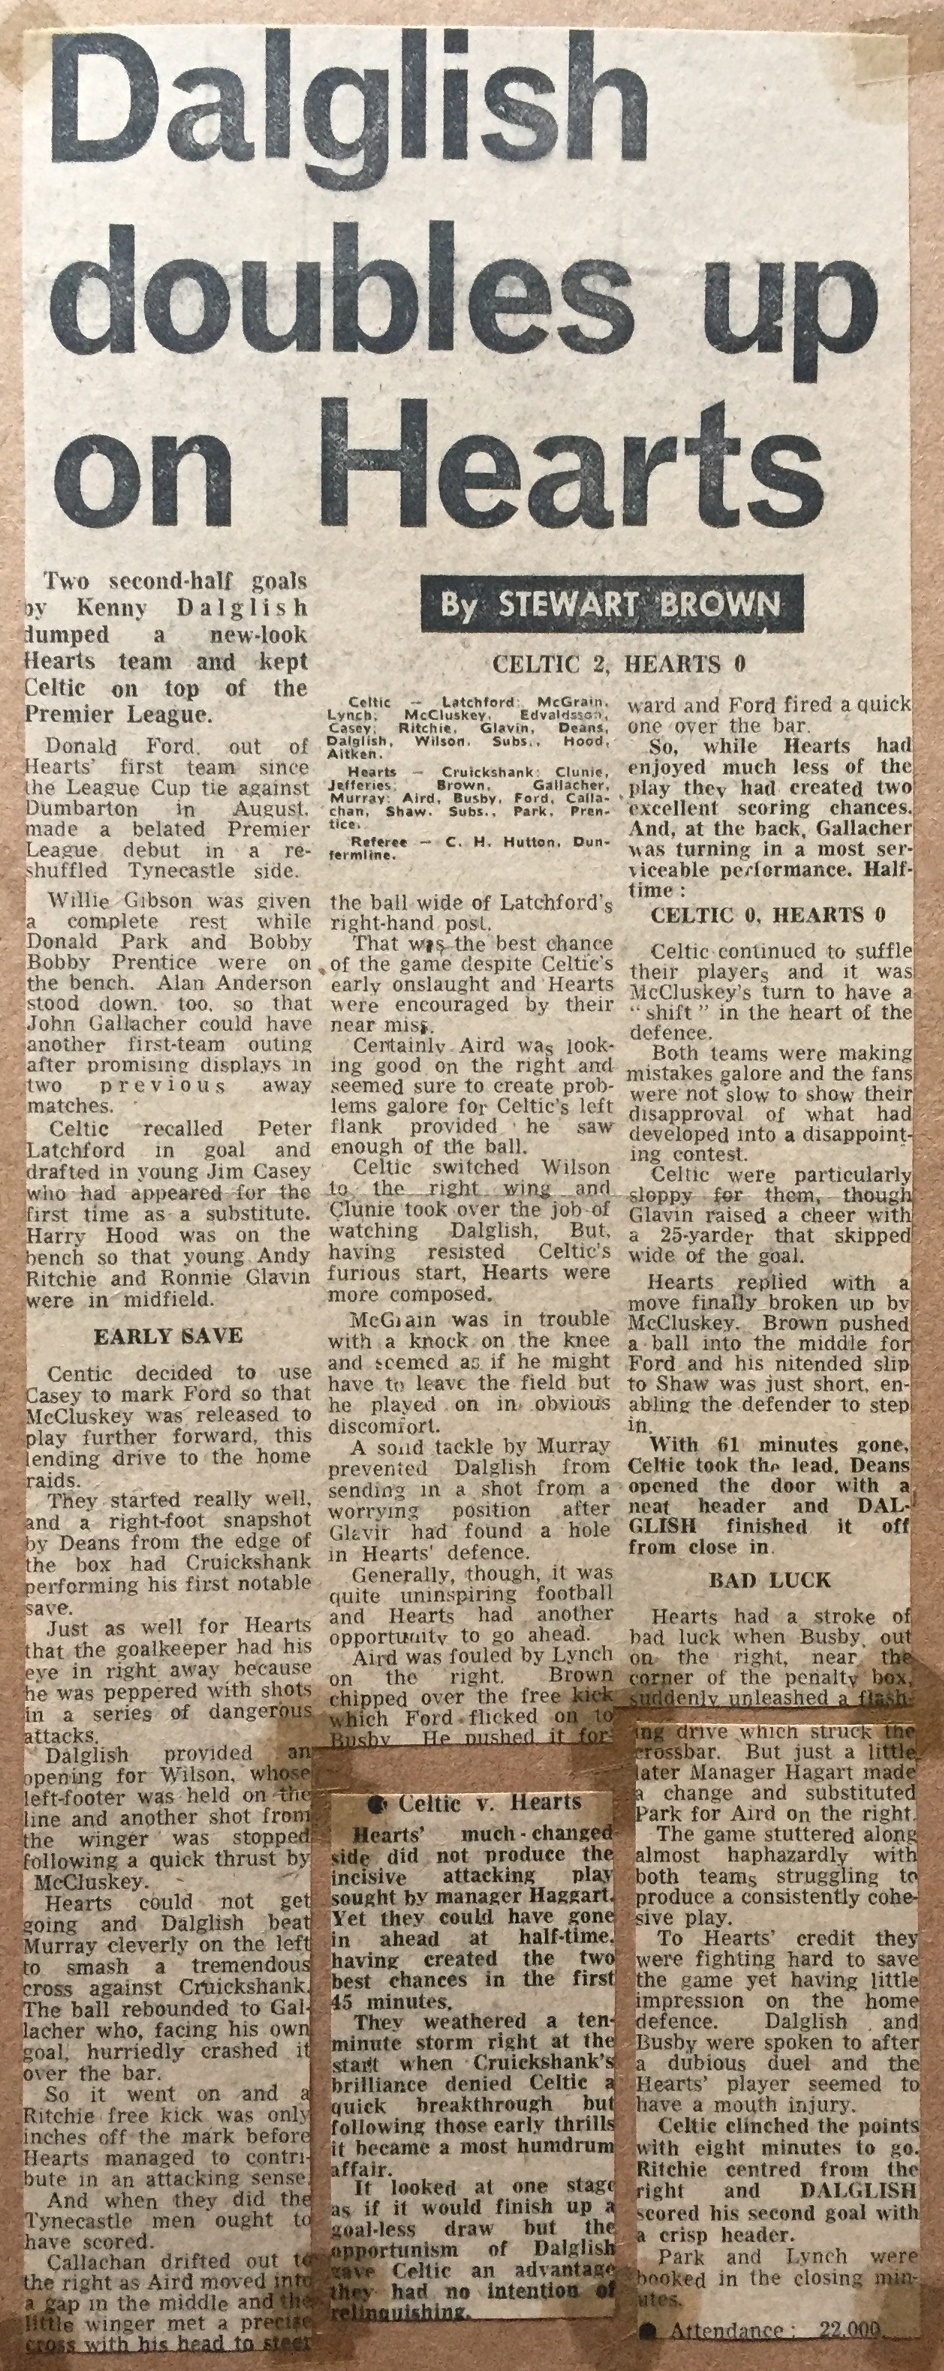 Dalglish
doubles up
on Hearts
Two second-half goals
by Kenny Dalglish
dumped a new-look
Hearts team and kept
Celtic on top of the
Premier League.
Donald Ford, out of
Hearts' first team since
the League Cup tie against
Dumbarton in August,
made a belated Premier
League debut in a re-
shuffled Tynecastle side.
Willie Gibson was given
a complete rest while
Donald Park and Bobby
Bobby Prentice were on
the bench. Alan Anderson
stood down, too, so that
John Gallacher could have
another first-team outing
after promising displays in
two previous away
matches.
Celtic recalled Peter
Latchford in goal and
drafted in young Jim Casey
who had appeared for the
first time as a substitute.
Harry Hood was on the
bench so that young Andy
Ritchie and Ronnie Glavin
were in midfield.
EARLY SAVE
Centic decided to use
Casey to mark Ford so that
McCluskey was released to
play further forward, this
lending drive to the home
raids.
They started really well,
and a right-foot snapshot
by Deans from the edge of
the box had Cruickshank
performing his first notable
save.
Just as well for Hearts
that the goalkeeper had his
eye in right away because
he was peppered with shots
in a series of dangerous
attacks.
Dalglish provided an
opening for Wilson, whose
left-footer was held on the
line and another shot from
the winger was stopped
following a quick thrust by
McCluskey.
Hearts could not get
going and Dalglish beat
Murray cleverly on the left
to smash a tremendous
cross against Cruickshank.
The ball rebounded to Gal-
lacher who, facing his own
goal, hurriedly crashed it
over the bar.
So it went on and a
Ritchie free kick was only
inches off the mark before
Hearts managed to contri-
bute in an attacking sense.
And when they did the
Tynecastle men ought to
have scored.
Callachan drifted out to
the right as Aird moved into
a gap in the middle and the
little winger met a precise
cross with his head to steer
By STEWART BROWN
CELTIC 2, HEARTS 0
Celtic — Latchford; McGrain,
Lynch; McCluskey, Edvaldsson,
Casey; Ritchie, Glavin, Deans,
Dalglish, Wilson. Subs., Hood,
Aitken.
Hearts — Cruickshank; Clunie,
Jefferies; Brown, Gallacher,
Murray; Aird, Busby, Ford, Calla-
chan, Shaw. Subs., Park, Pren-
tice.
Referee — C. H. Hutton, Dun-
fermline.
the ball wide of Latchford's
right-hand post.
That was the best chance
of the game despite Celtic's
early onslaught and Hearts
were encouraged by their
near miss.
Certainly Aird was look-
ing good on the right and
seemed sure to create prob-
lems galore for Celtic's left
flank provided he saw
enough of the ball.
Celtic switched Wilson
to the right wing and
Clunie took over the job of
watching Dalglish, But,
having resisted Celtic's
furious start, Hearts were
more composed.
McGrain was in trouble
with a knock on the knee
and seemed as if he might
have to leave the field but
he played on in obvious
discomfort.
A solid tackle by Murray
prevented Dalglish from
sending in a shot from a
worrying position after
Glavir had found a hole
in Hearts' defence.
Generally, though, it was
quite uninspiring football
and Hearts had another
opportunity to go ahead.
Aird was fouled by Lynch
on the right. Brown
chipped over the free kick
which Ford flicked on to
Busby. He pushed it for-
● Celtic v. Hearts
Hearts' much-changed
side did not produce the
incisive attacking play
sought by manager Haggart.
Yet they could have gone
in ahead at half-time,
having created the two
best chances in the first
45 minutes.
They weathered a ten-
minute storm right at the
start when Cruickshank's
brilliance denied Celtic a
quick breakthrough but
following those early thrills
it became a most humdrum
affair.
It looked at one stage
as if it would finish up a
goal-less draw but the
opportunism of Dalglish
gave Celtic an advantage
they had no intention of
relinquishing.
ward and Ford fired a quick
one over the bar.
So, while Hearts had
enjoyed much less of the
play they had created two
excellent scoring chances.
And, at the back, Gallacher
was turning in a most ser-
viceable performance. Half-
time :
CELTIC 0, HEARTS 0
Celtic continued to suffle
their players and it was
McCluskey's turn to have a
"shift" in the heart of the
defence.
Both teams were making
mistakes galore and the fans
were not slow to show their
disapproval of what had
developed into a disappoint-
ing contest.
Celtic were particularly
sloppy for them, though
Glavin raised a cheer with
a 25-yarder that skipped
wide of the goal.
Hearts replied with a
move finally broken up by
McCluskey. Brown pushed
a ball into the middle for
Ford and his nitended slip
to Shaw was just short, en-
abling the defender to step
in.
With 61 minutes gone,
Celtic took the lead. Deans
opened the door with a
neat header and DAL-
GLISH finished it off
from close in.
BAD LUCK
Hearts had a stroke of
bad luck when Busby, out
on the right, near the
corner of the penalty box,
suddenly unleashed a flash-
ing drive which struck the
crossbar. But just a little
later Manager Hagart made
a change and substituted
Park for Aird on the right.
The game stuttered along
almost haphazardly with
both teams struggling to
produce a consistently cohe-
sive play.
To Hearts' credit they
were fighting hard to save
the game yet having little
impression on the home
defence. Dalglish and
Busby were spoken to after
a dubious duel and the
Hearts' player seemed to
have a mouth injury.
Celtic clinched the points
with eight minutes to go.
Ritchie centred from the
right and DALGLISH
scored his second goal with
a crisp header.
Park and Lynch were
booked in the closing min-
utes.
● Attendance: 22,000.